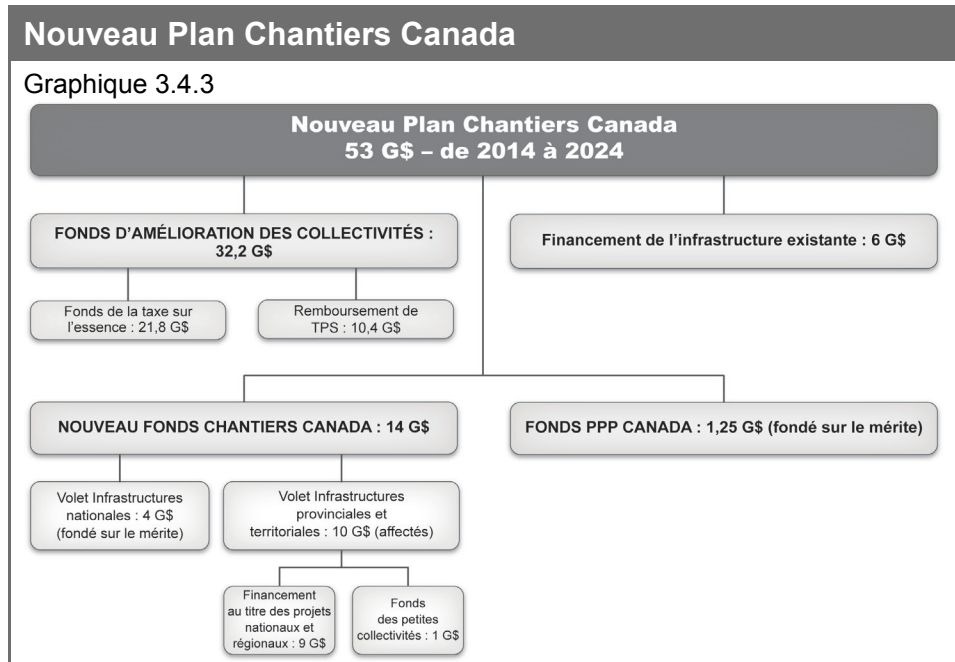 Nouveau Plan Chantiers Canada
Graphique 3.4.3
Nouveau Plan Chantiers Canada
53 G$ – de 2014 à 2024
FONDS D'AMÉLIORATION DES COLLECTIVITÉS :
32,2 G$
Financement de l'infrastructure existante : 6 G$
Fonds de la taxe sur
l'essence : 21,8 G$
Remboursement de
TPS : 10,4 G$
NOUVEAU FONDS CHANTIERS CANADA : 14 G$
FONDS PPP CANADA : 1,25 G$ (fondé sur le mérite)
Volet Infrastructures
nationales : 4 G$
(fondé sur le mérite)
Volet Infrastructures
provinciales et
territoriales : 10 G$ (affectés)
Financement
au titre des projets
nationaux et
régionaux : 9 G$
Fonds
des petites
collectivités : 1 G$